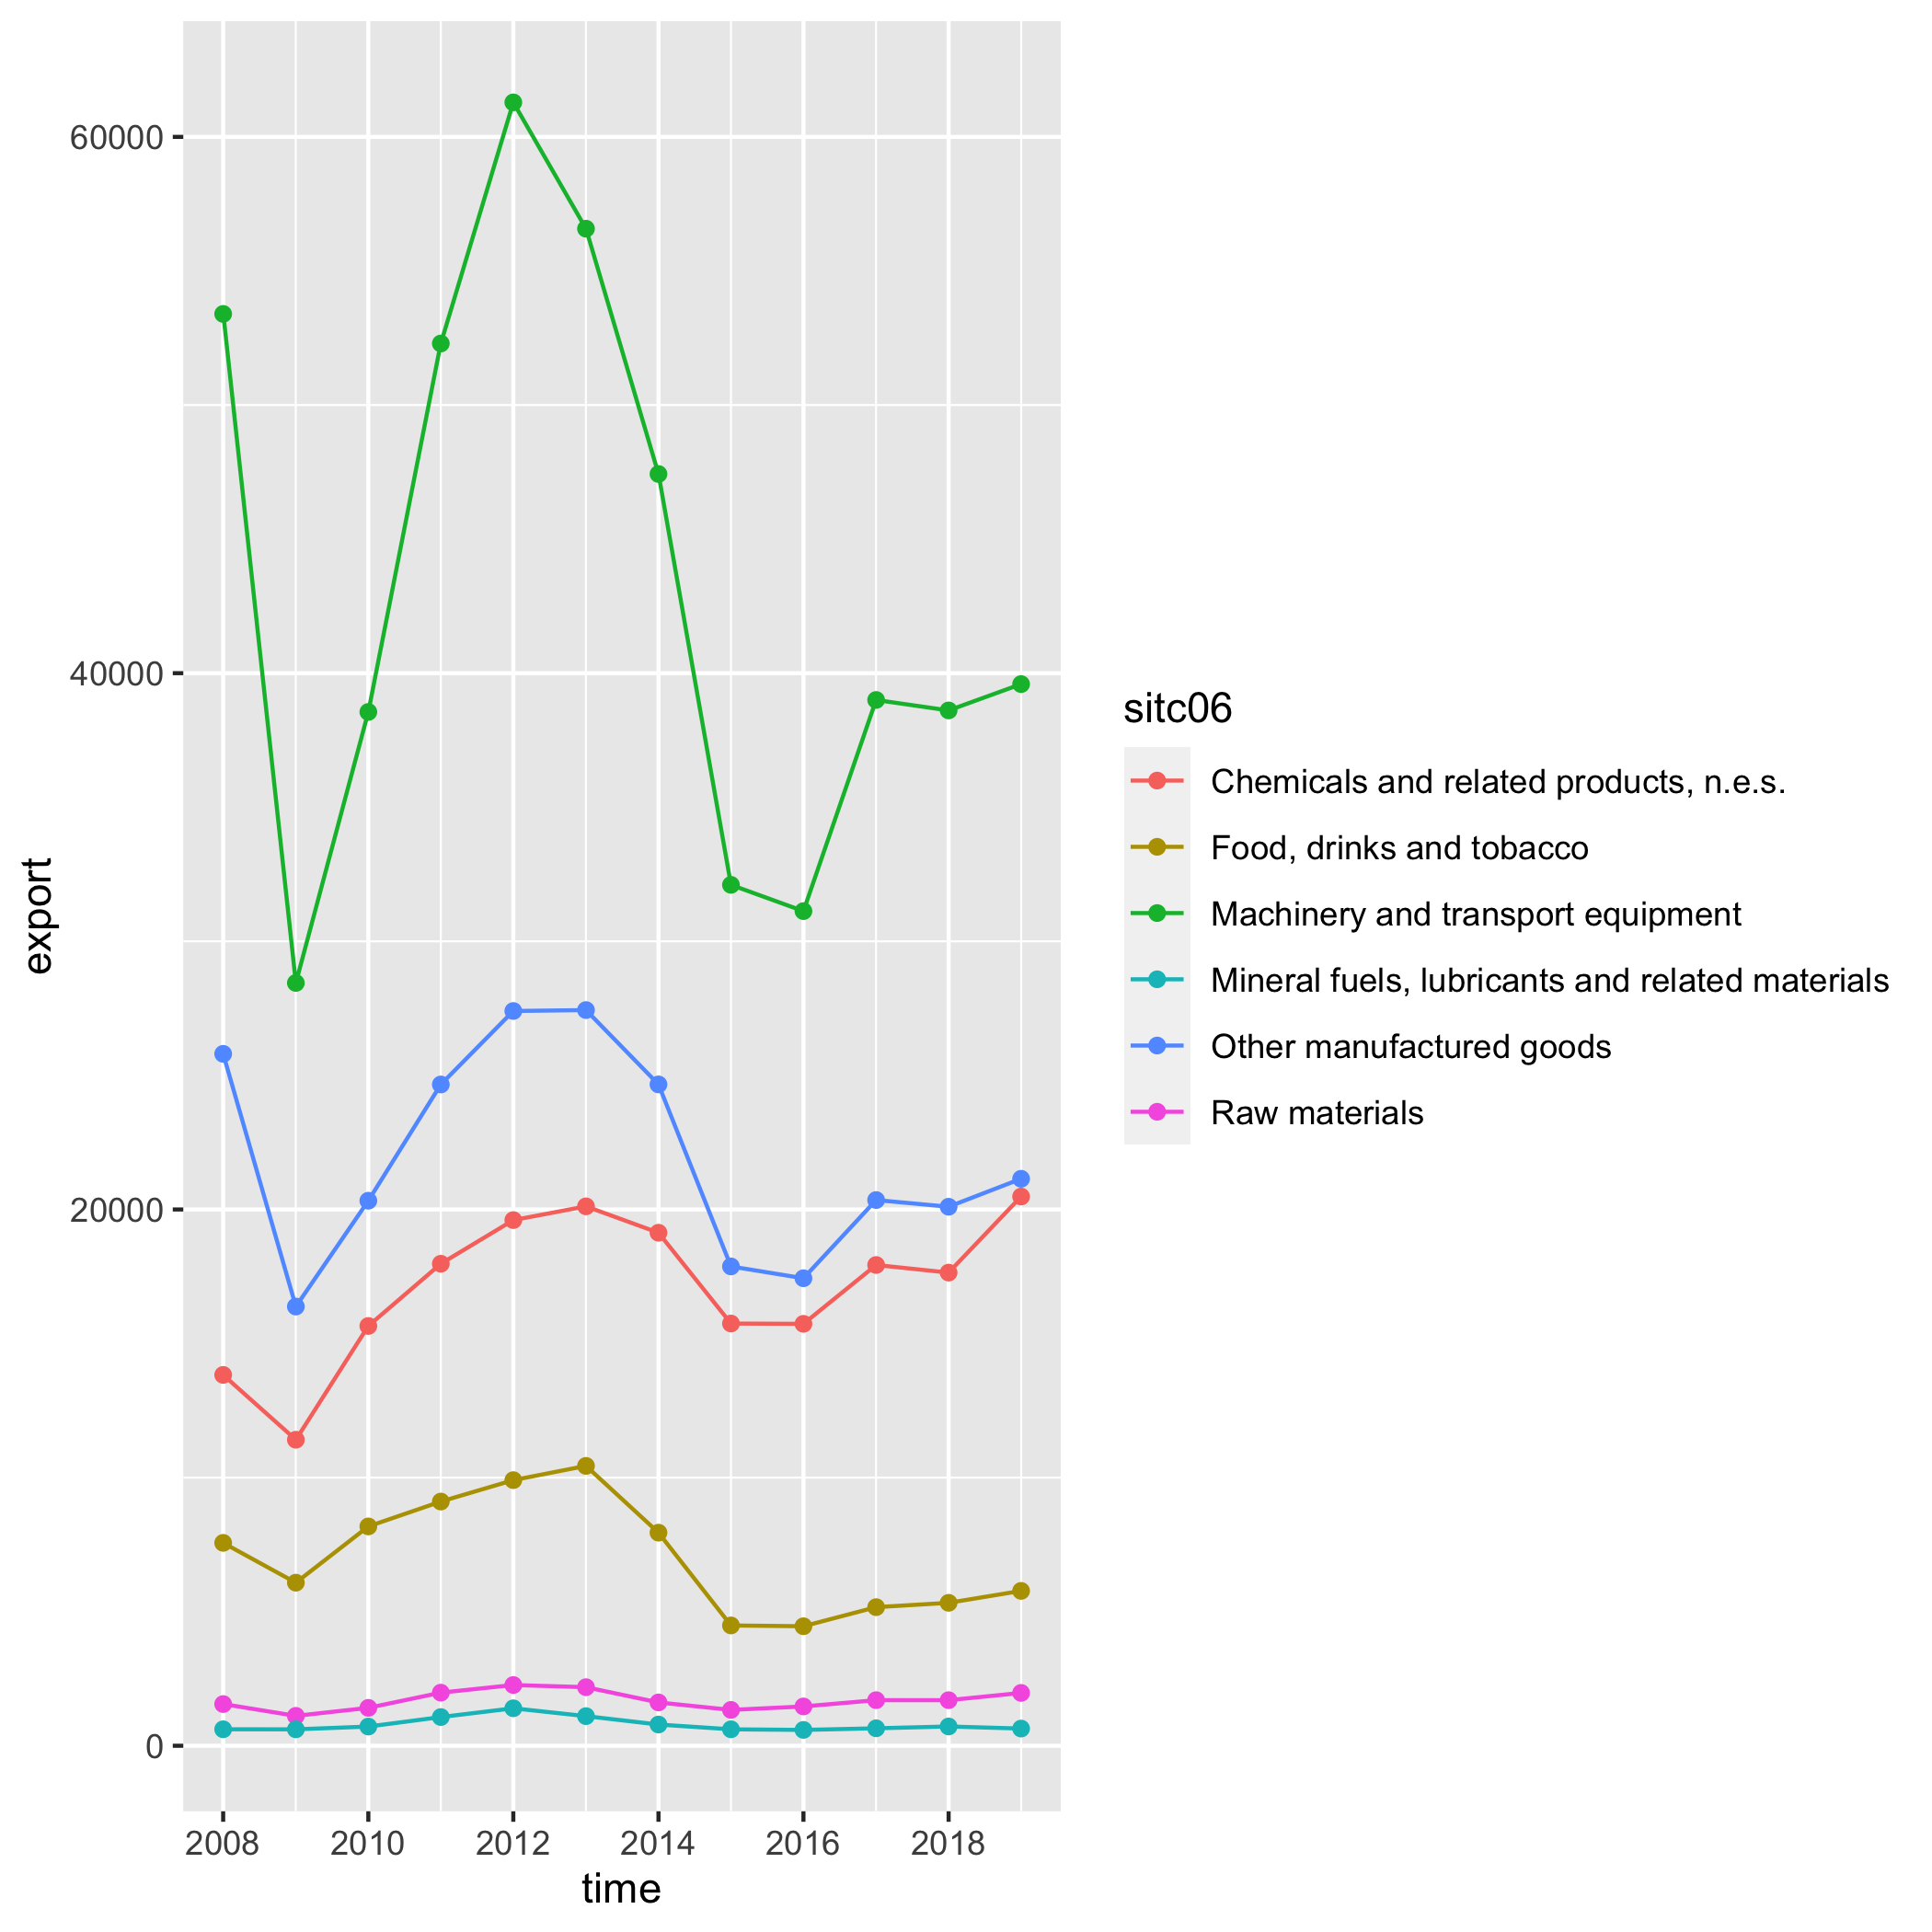 60000
40000
20000
0
export
2008 2010 2012 2014 2016 2018
time
sitc06
Chemicals and related products, n.e.s.
Food, drinks and tobacco
Machinery and transport equipment
Mineral fuels, lubricants and related materials
Other manufactured goods
Raw materials